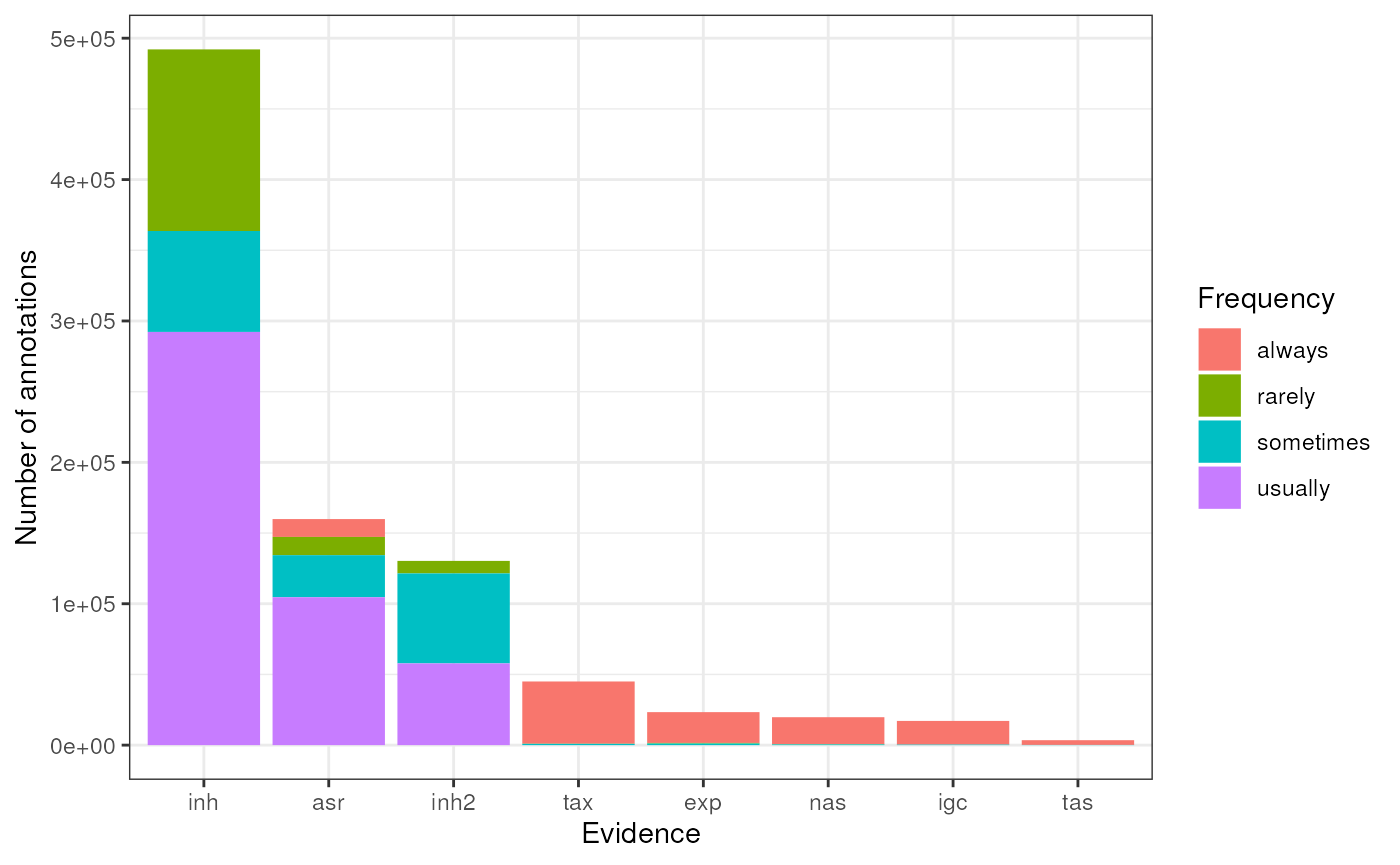 5e+05
4e+05
3e+05
2e+05
1e+05
0e+00
Number of annotations
inh asr inh2 tax exp nas igc tas
Evidence
Frequency
always
rarely
sometimes
usually